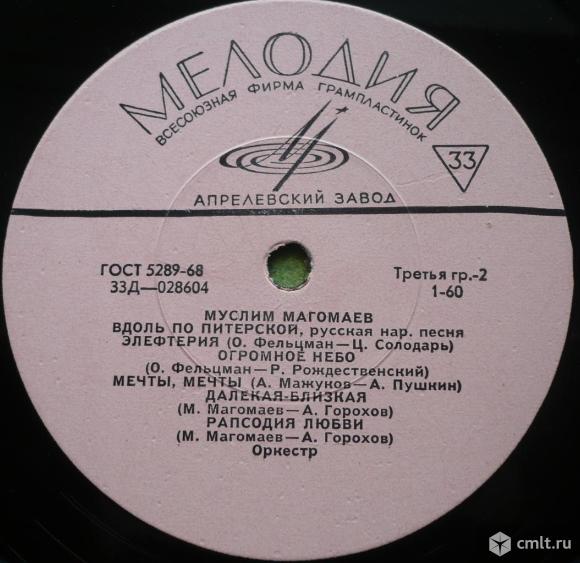 МЕЛОДИЯ
ВСЕСОЮЗНАЯ ФИРМА ГРАМПЛАСТИНОК
33
АПРЕЛЕВСКИЙ ЗАВОД
ГОСТ 5289-68
Третья гр.-2
33Д—028604
1-60
МУСЛИМ МАГОМАЕВ
ВДОЛЬ ПО ПИТЕРСКОЙ, русская нар. песня
ЭЛЕФТЕРИЯ (О. Фельцман—Ц. Солодарь)
ОГРОМНОЕ НЕБО
(О. Фельцман—Р. Рождественский)
МЕЧТЫ, МЕЧТЫ (А. Мажуков—А. Пушкин)
ДАЛЕКАЯ-БЛИЗКАЯ
(М. Магомаев—А. Горохов)
РАПСОДИЯ ЛЮБВИ
(М. Магомаев—А. Горохов)
Оркестр
cmlt.ru